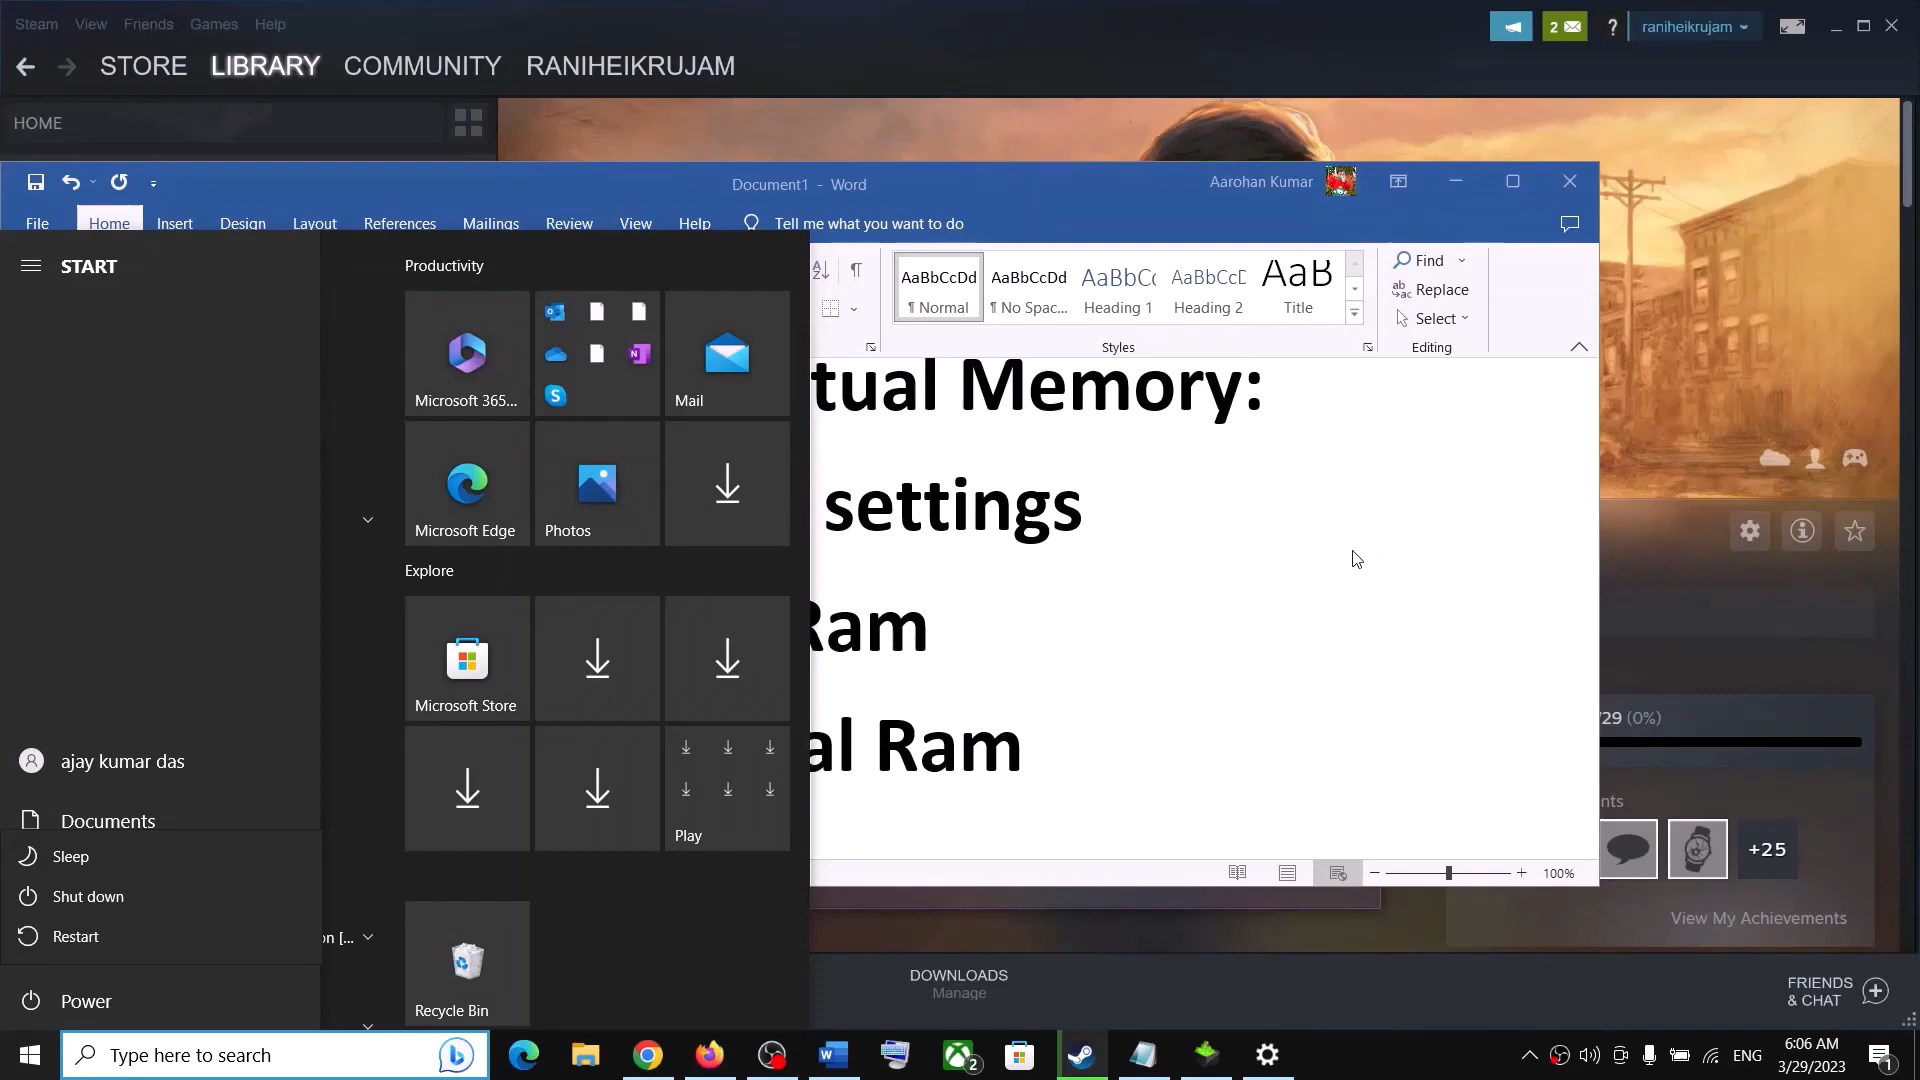 Steam View Friends Games Help
2 ? raniheikrujam
STORE LIBRARY COMMUNITY RANIHEIKRUJAM
HOME
Document1 - Word
Aarohan Kumar
File Home Insert Design Layout References Mailings Review View Help Tell me what you want to do
START
Productivity
Microsoft 365...
Mail
Microsoft Edge
Photos
Explore
Microsoft Store
Play
Recycle Bin
ajay kumar das
Documents
Sleep
Shut down
Restart
on [...
Power
AaBbCcDd AaBbCcDd AaBbC AaBbCcD AaB
¶ Normal ¶ No Spac... Heading 1 Heading 2 Title
Styles
Find
Replace
Select
Editing
tual Memory:
settings
Ram
al Ram
100%
/29 (0%)
nts
+25
View My Achievements
DOWNLOADS
Manage
FRIENDS
& CHAT
Type here to search
2
ENG
6:06 AM
3/29/2023
1